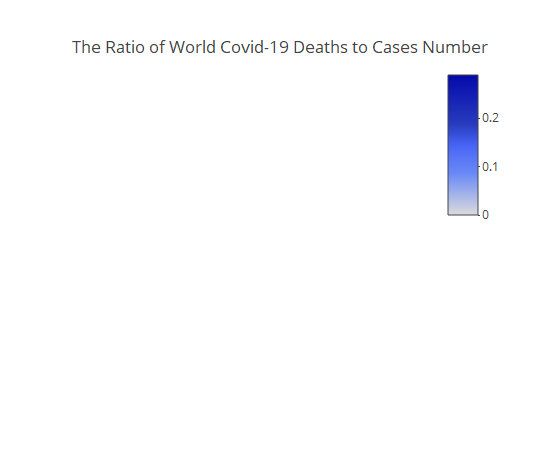 The Ratio of World Covid-19 Deaths to Cases Number
0.2
0.1
0